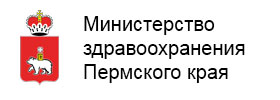 Министерство
здравоохранения
Пермского края